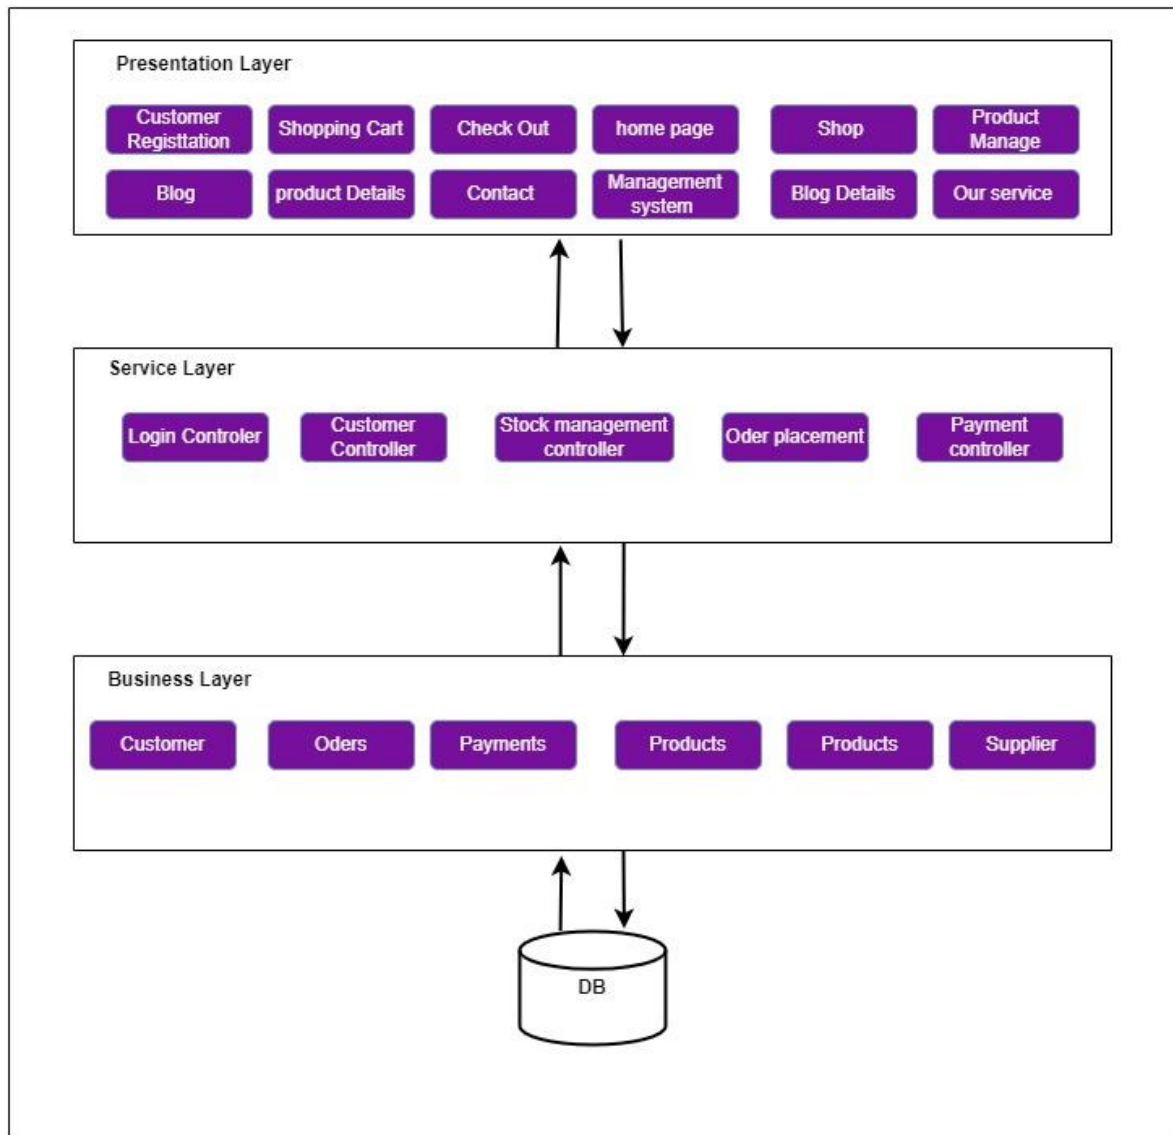 Presentation Layer
Customer
Registtation
Shopping Cart
Check Out
home page
Shop
Product
Manage
Blog
product Details
Contact
Management
system
Blog Details
Our service
Service Layer
Login Controler
Customer
Controller
Stock management
controller
Oder placement
Payment
controller
Business Layer
Customer
Oders
Payments
Products
Products
Supplier
DB